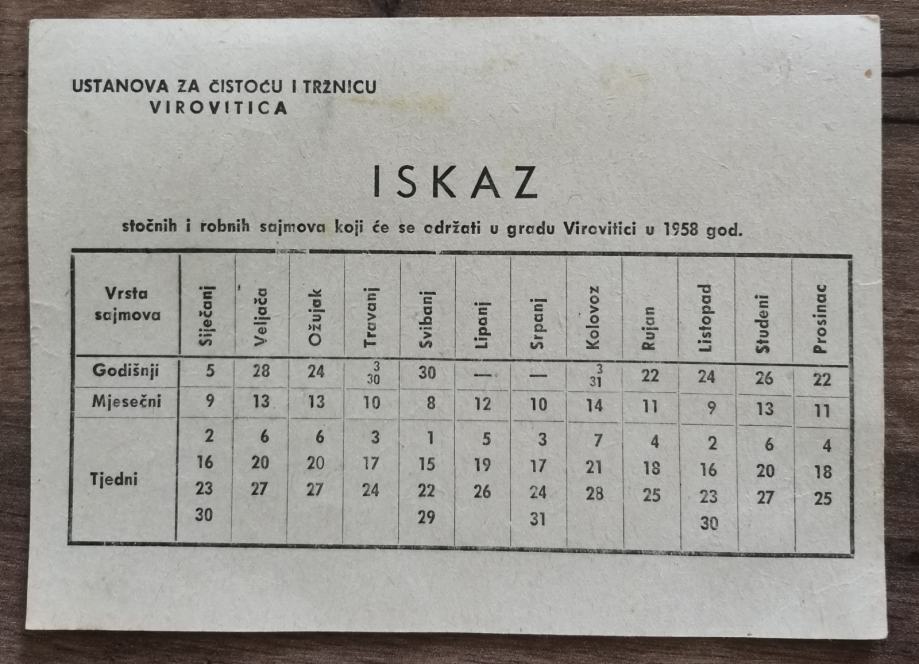 USTANOVA ZA ČISTOĆU I TRŽNICU
VIROVITICA
ISKAZ
stočnih i robnih sajmova koji će se održati u gradu Virovitici u 1958 god.
Vrsta sajmova Siječanj Veljača Ožujak Travanj Svibanj Lipanj Srpanj Kolovoz Rujan Listopad Studeni Prosinac
Godišnji 5 28 24 3 30 30 — — 3 31 22 24 26 22
Mjesečni 9 13 13 10 8 12 10 14 11 9 13 11
Tjedni
2 6 6 3 1 5 3 7 4 2 6 4
16 20 20 17 15 19 17 21 18 16 20 18
23 27 27 24 22 26 24 28 25 23 27 25
30 29 31 30